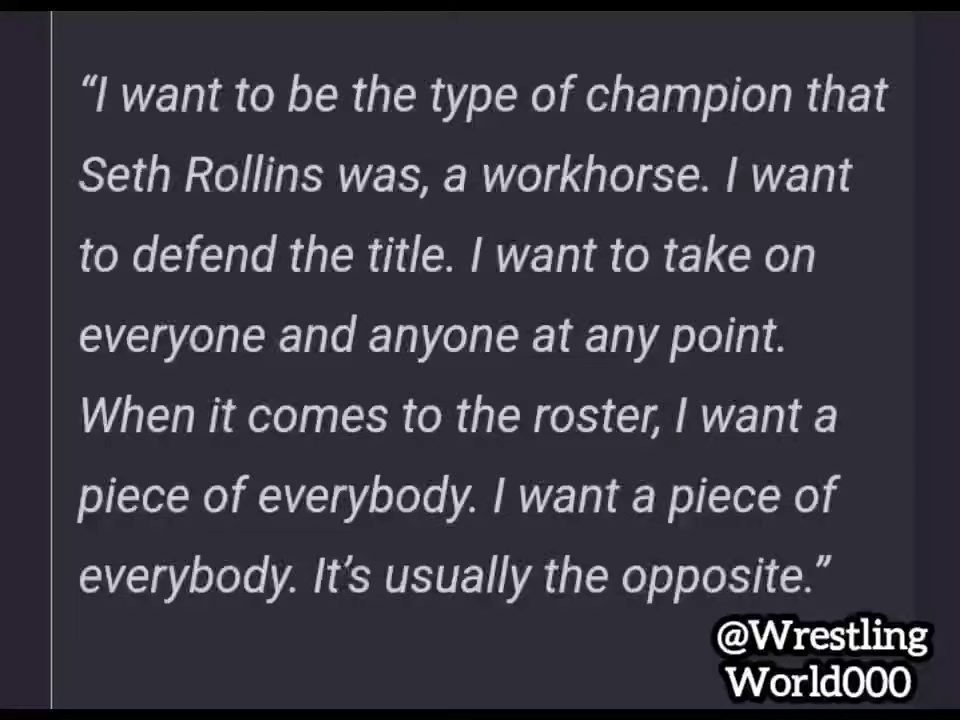 “I want to be the type of champion that
Seth Rollins was, a workhorse. I want
to defend the title. I want to take on
everyone and anyone at any point.
When it comes to the roster, I want a
piece of everybody. I want a piece of
everybody. It’s usually the opposite.”
@Wrestling
World000